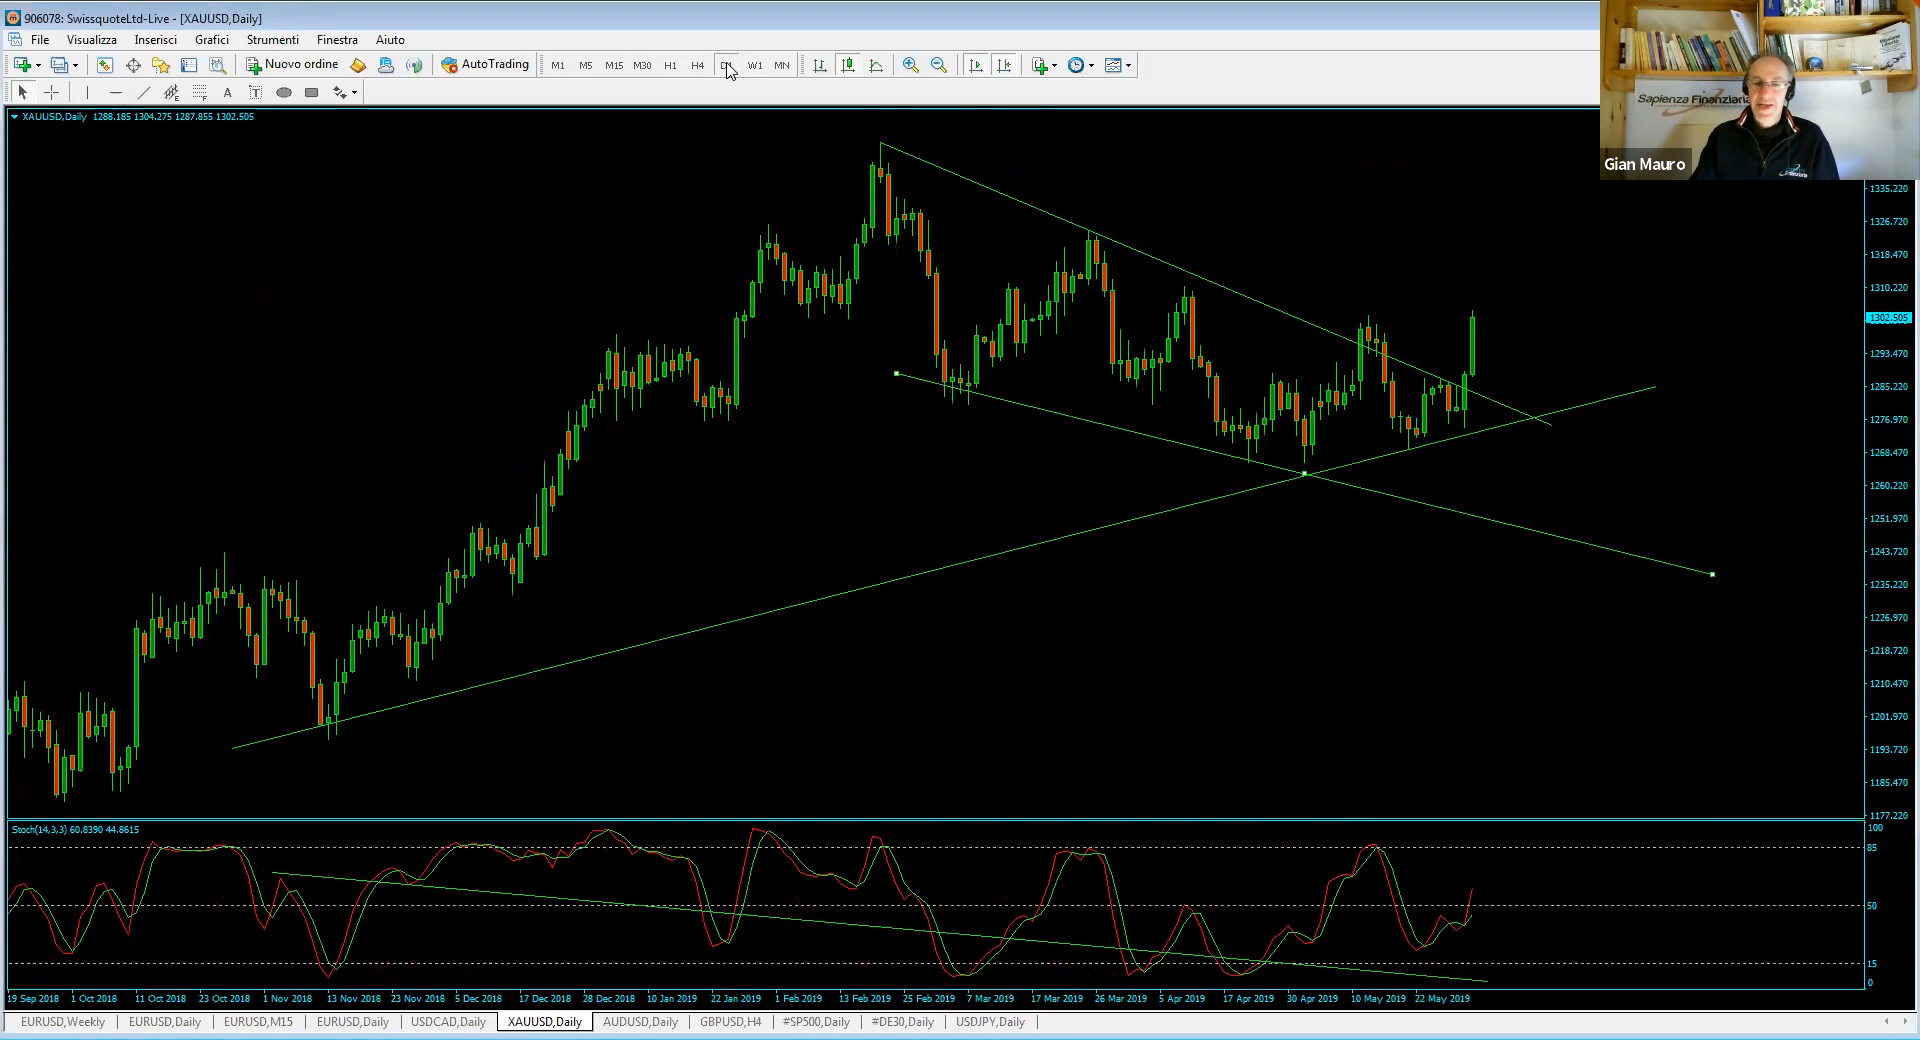 906078: SwissquoteLtd-Live - [XAUUSD,Daily]
File Visualizza Inserisci Grafici Strumenti Finestra Aiuto
Nuovo ordine AutoTrading M1 M5 M15 M30 H1 H4 W1 MN
A T
XAUUSD,Daily 1288.185 1304.275 1287.855 1302.505
Sapienza Finanziaria
Gian Mauro
1335.220
1326.720
1318.470
1310.220
1302.505
1293.470
1285.220
1276.970
1268.470
1260.220
1251.970
1243.720
1235.220
1226.970
1218.720
1210.470
1201.970
1193.720
1185.470
1177.220
Stoch(14,3,3) 60.8390 44.8615
100
85
50
15
0
19 Sep 2018 1 Oct 2018 11 Oct 2018 23 Oct 2018 1 Nov 2018 13 Nov 2018 23 Nov 2018 5 Dec 2018 17 Dec 2018 28 Dec 2018 10 Jan 2019 22 Jan 2019 1 Feb 2019 13 Feb 2019 25 Feb 2019 7 Mar 2019 17 Mar 2019 26 Mar 2019 5 Apr 2019 17 Apr 2019 30 Apr 2019 10 May 2019 22 May 2019
EURUSD,Weekly EURUSD,Daily EURUSD,M15 EURUSD,Daily USDCAD,Daily XAUUSD,Daily AUDUSD,Daily GBPUSD,H4 #SP500,Daily #DE30,Daily USDJPY,Daily